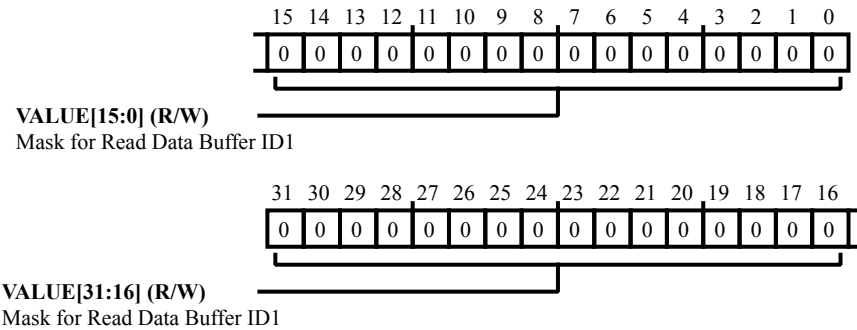 15 14 13 12 11 10 9 8 7 6 5 4 3 2 1 0
0 0 0 0 0 0 0 0 0 0 0 0 0 0 0 0
VALUE[15:0] (R/W)
Mask for Read Data Buffer ID1
31 30 29 28 27 26 25 24 23 22 21 20 19 18 17 16
0 0 0 0 0 0 0 0 0 0 0 0 0 0 0 0
VALUE[31:16] (R/W)
Mask for Read Data Buffer ID1